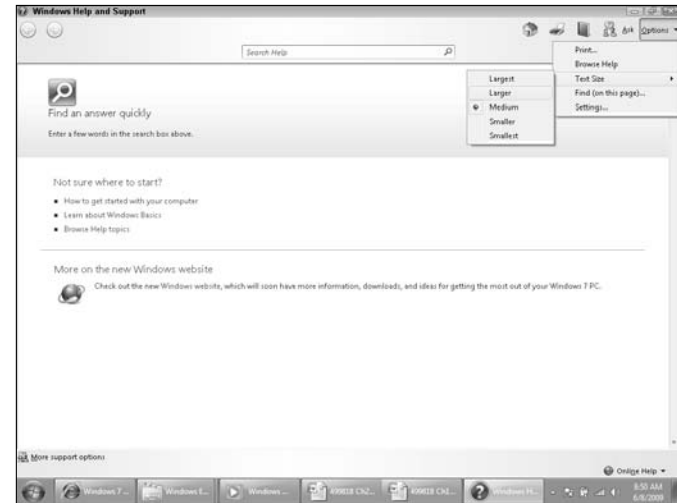 Windows Help and Support
Ask Options
Search Help
Print...
Browse Help
Text Size
Find (on this page)...
Settings...
Largest
Larger
Medium
Smaller
Smallest
Find an answer quickly
Enter a few words in the search box above.
Not sure where to start?
How to get started with your computer
Learn about Windows Basics
Browse Help topics
More on the new Windows website
Check out the new Windows website, which will soon have more information, downloads, and ideas for getting the most out of your Windows 7 PC.
More support options
Online Help
Windows 7 ...
Windows E...
Windows ...
499818 Ch2...
499818 Ch1...
Windows H...
8:50 AM
6/8/2009